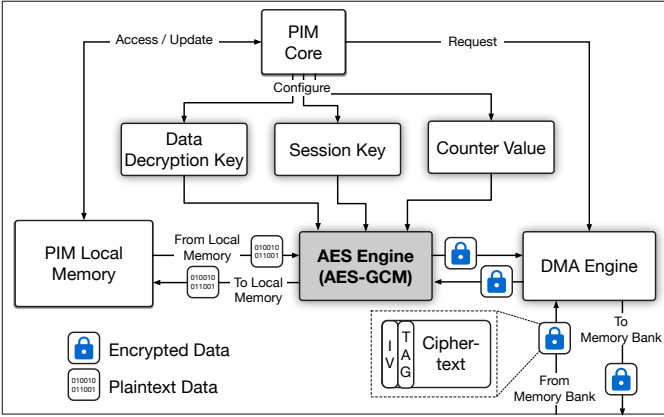 PIM
Core
Access / Update
Request
Configure
Data
Decryption Key
Session Key
Counter Value
PIM Local
Memory
From Local
Memory
010010
011001
010010
011001
To Local
Memory
AES Engine
(AES-GCM)
DMA Engine
IV
TAG
Cipher-
text
To
Memory Bank
From
Memory Bank
Encrypted Data
010010
011001
Plaintext Data